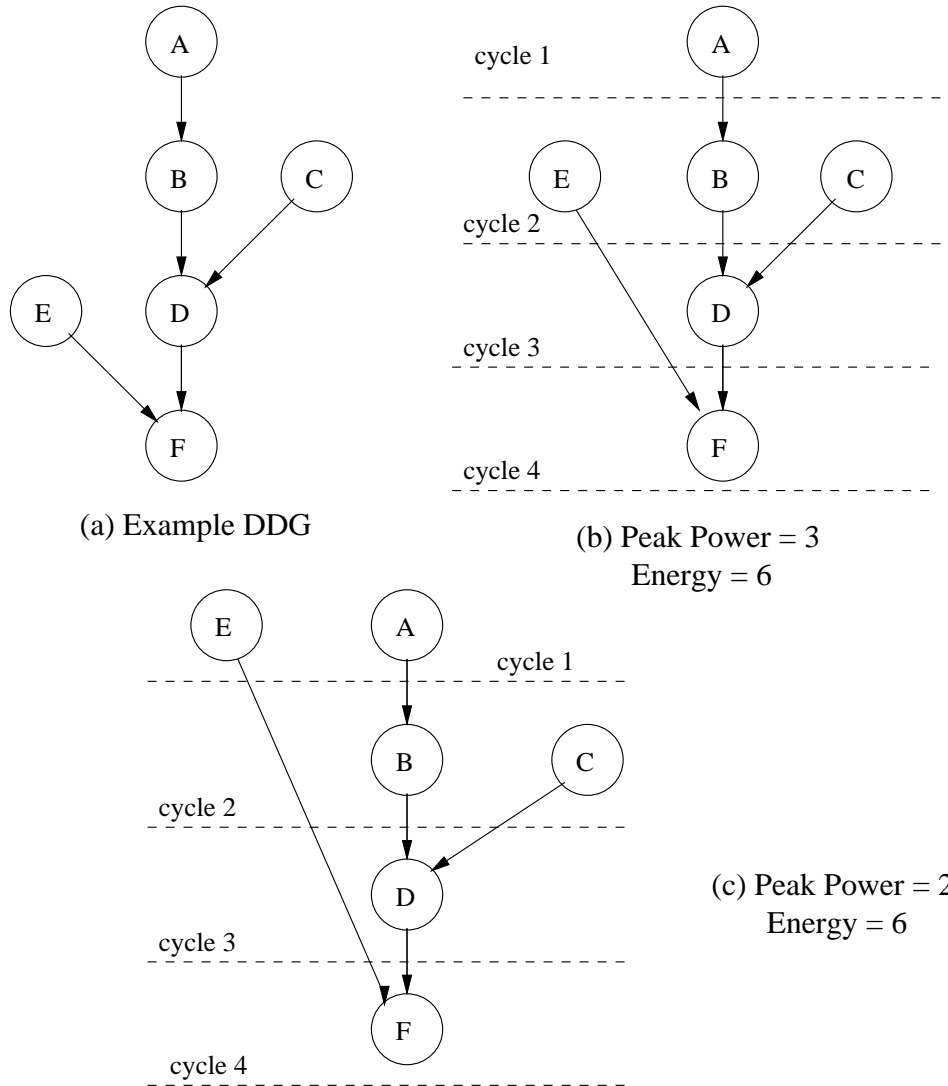 A
B
C
E
D
F
(a) Example DDG
cycle 1
A
E
B
C
cycle 2
D
cycle 3
F
cycle 4
(b) Peak Power = 3
Energy = 6
E
A
cycle 1
B
C
cycle 2
D
cycle 3
F
cycle 4
(c) Peak Power = 2
Energy = 6